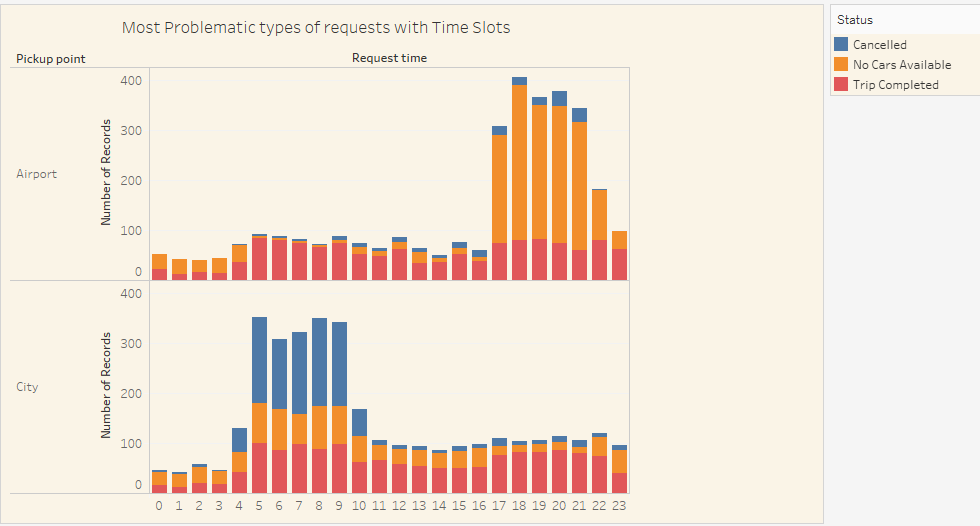 Most Problematic types of requests with Time Slots
Pickup point
Request time
Airport
Number of Records
400
300
200
100
0
City
Number of Records
400
300
200
100
0
0 1 2 3 4 5 6 7 8 9 10 11 12 13 14 15 16 17 18 19 20 21 22 23
Status
Cancelled
No Cars Available
Trip Completed